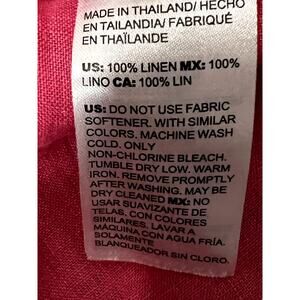 MADE IN THAILAND/ HECHO
EN TAILANDIA/ FABRIQUÉ
EN THAÏLANDE
US: 100% LINEN MX: 100%
LINO CA: 100% LIN
US: DO NOT USE FABRIC
SOFTENER. WITH SIMILAR
COLORS. MACHINE WASH
COLD. ONLY
NON-CHLORINE BLEACH.
TUMBLE DRY LOW. WARM
IRON. REMOVE PROMPTLY
AFTER WASHING. MAY BE
DRY CLEANED MX: NO
USAR SUAVIZANTE DE
TELAS, CON COLORES
SIMILARES. LAVAR A
MÁQUINA CON AGUA FRÍA.
SOLAMENTE
BLANQUEADOR SIN CLORO.